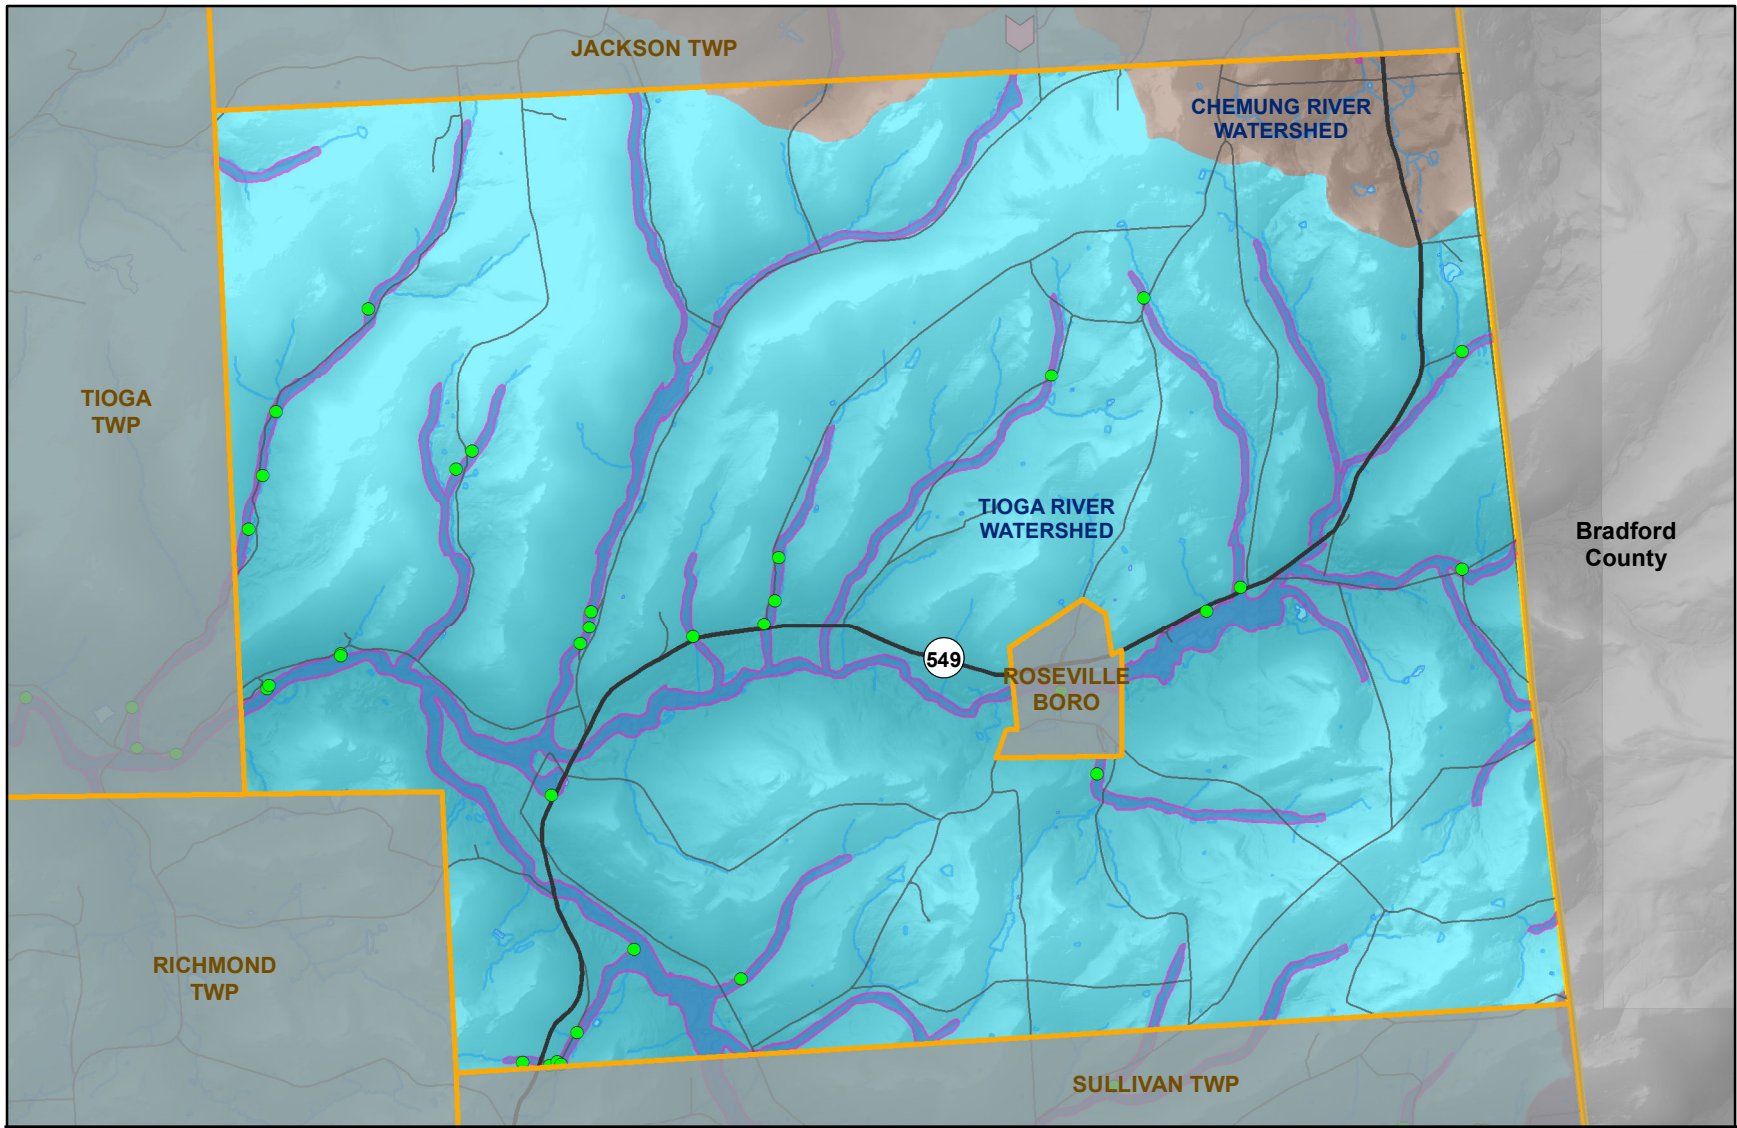 JACKSON TWP
CHEMUNG RIVER
WATERSHED
TIOGA
TWP
TIOGA RIVER
WATERSHED
Bradford
County
549
ROSEVILLE
BORO
RICHMOND
TWP
SULLIVAN TWP